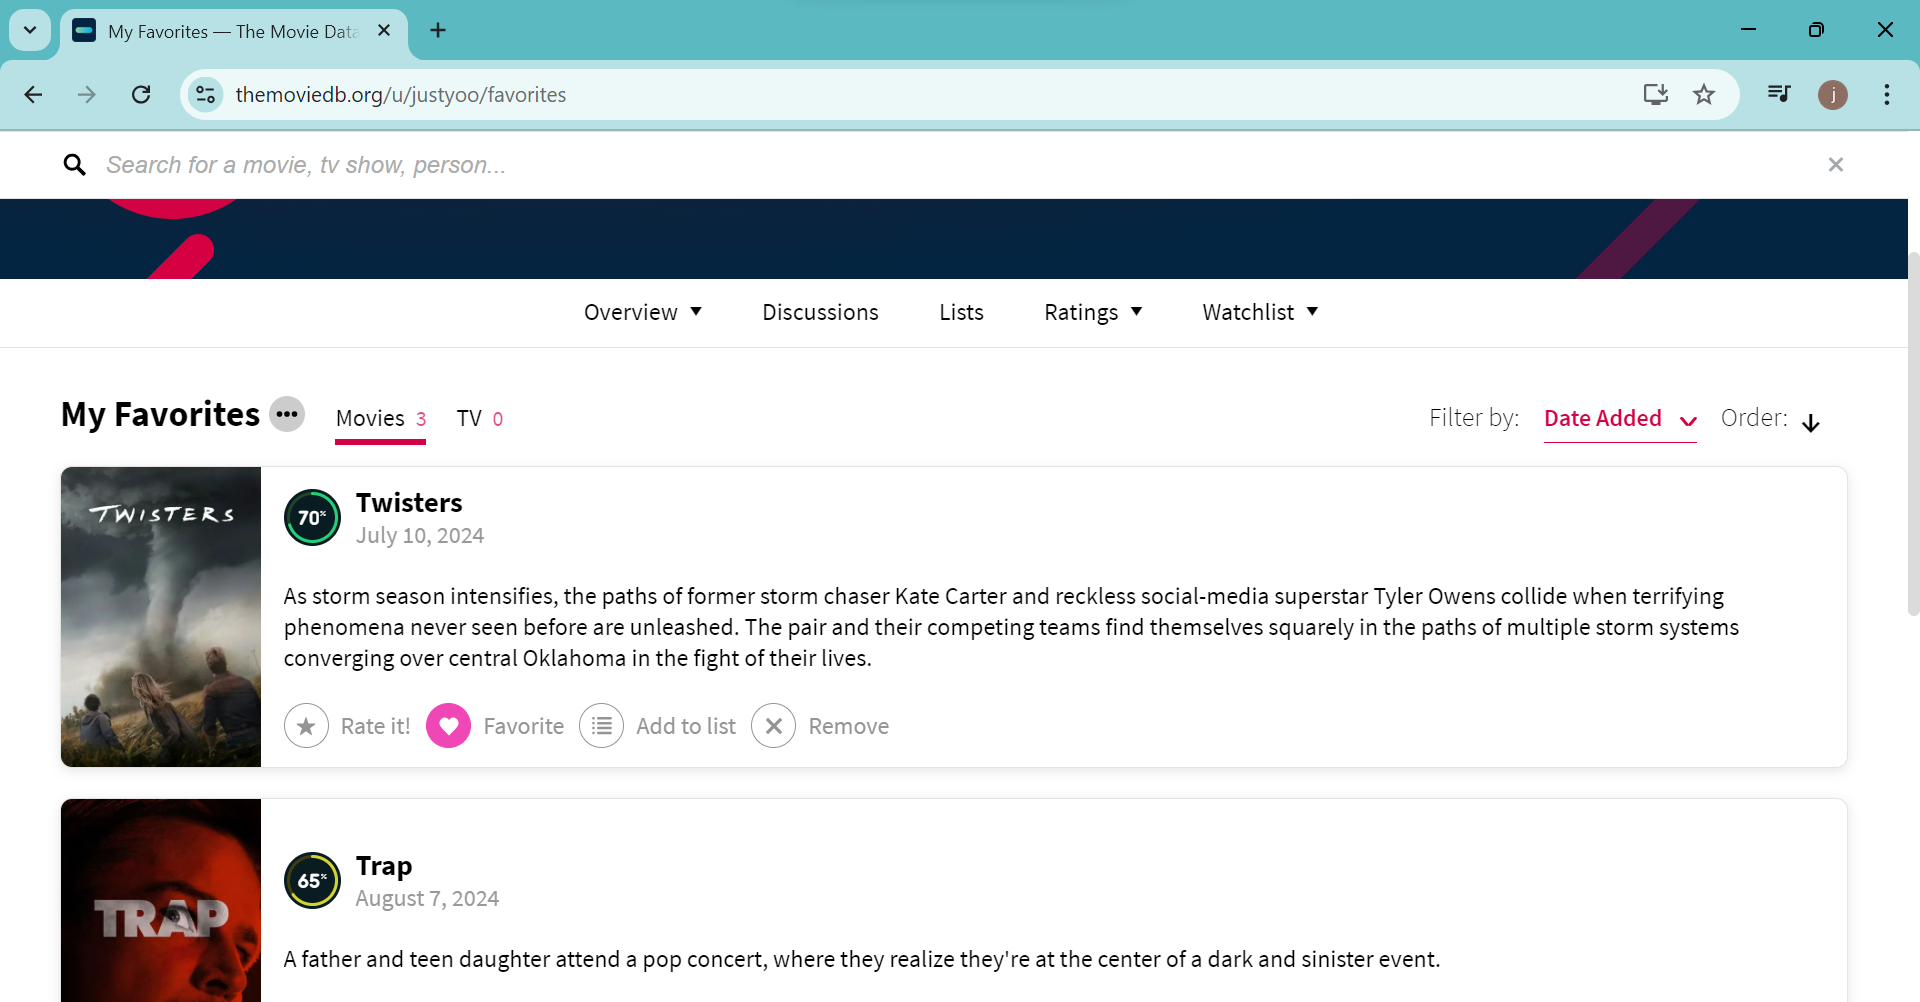 My Favorites — The Movie Data
themoviedb.org/u/justyoo/favorites
j
Search for a movie, tv show, person...
Overview
Discussions
Lists
Ratings
Watchlist
My Favorites
Movies 3
TV 0
Filter by: Date Added
Order:
TWISTERS
70%
Twisters
July 10, 2024
As storm season intensifies, the paths of former storm chaser Kate Carter and reckless social-media superstar Tyler Owens collide when terrifying
phenomena never seen before are unleashed. The pair and their competing teams find themselves squarely in the paths of multiple storm systems
converging over central Oklahoma in the fight of their lives.
Rate it!
Favorite
Add to list
Remove
TRAP
65%
Trap
August 7, 2024
A father and teen daughter attend a pop concert, where they realize they're at the center of a dark and sinister event.